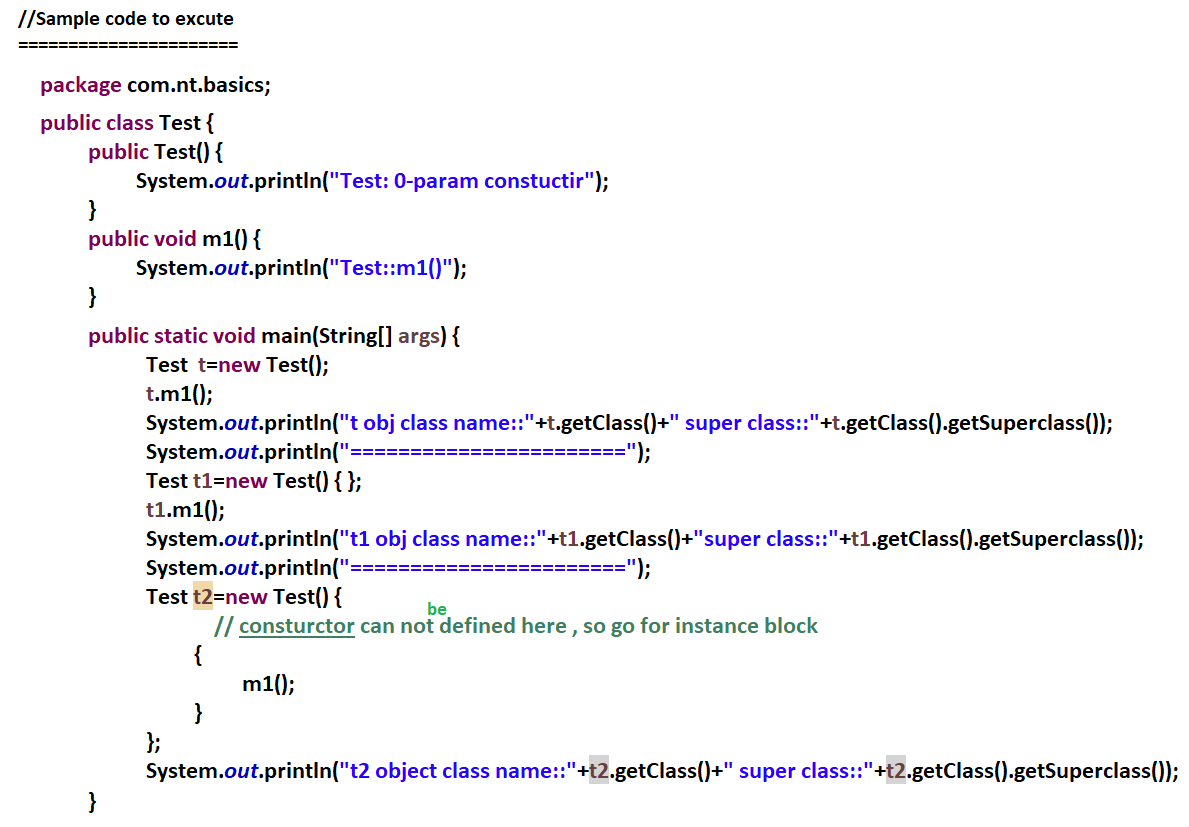 //Sample code to excute
======================
package com.nt.basics;
public class Test {
public Test() {
System.out.println("Test: 0-param constuctir");
}
public void m1() {
System.out.println("Test::m1()");
}
public static void main(String[] args) {
Test  t=new Test();
t.m1();
System.out.println("t obj class name::"+t.getClass()+" super class::"+t.getClass().getSuperclass());
System.out.println("=======================");
Test t1=new Test() { };
t1.m1();
System.out.println("t1 obj class name::"+t1.getClass()+"super class::"+t1.getClass().getSuperclass());
System.out.println("=======================");
Test t2=new Test() {
be
// consturctor can not defined here , so go for instance block
{
m1();
}
};
System.out.println("t2 object class name::"+t2.getClass()+" super class::"+t2.getClass().getSuperclass());
}